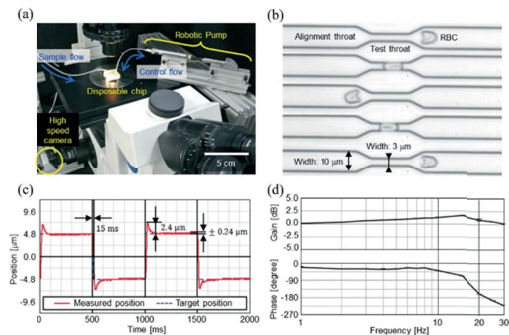 (a)
Robotic Pump
Sample flow
Control flow
Disposable chip
High
speed
camera
5 cm
(b)
Alignment throat
RBC
Test throat
Width: 3 μm
Width: 10 μm
(c)
9.6
4.8
0.0
-4.8
-9.6
Position [μm]
15 ms
2.4 μm
± 0.24 μm
Measured position
Target position
0
500
1000
1500
2000
Time [ms]
(d)
5.0
2.5
0.0
-2.5
-5.0
Gain [dB]
0
-90
-180
-270
Phase [degree]
1
10
20
30
Frequency [Hz]